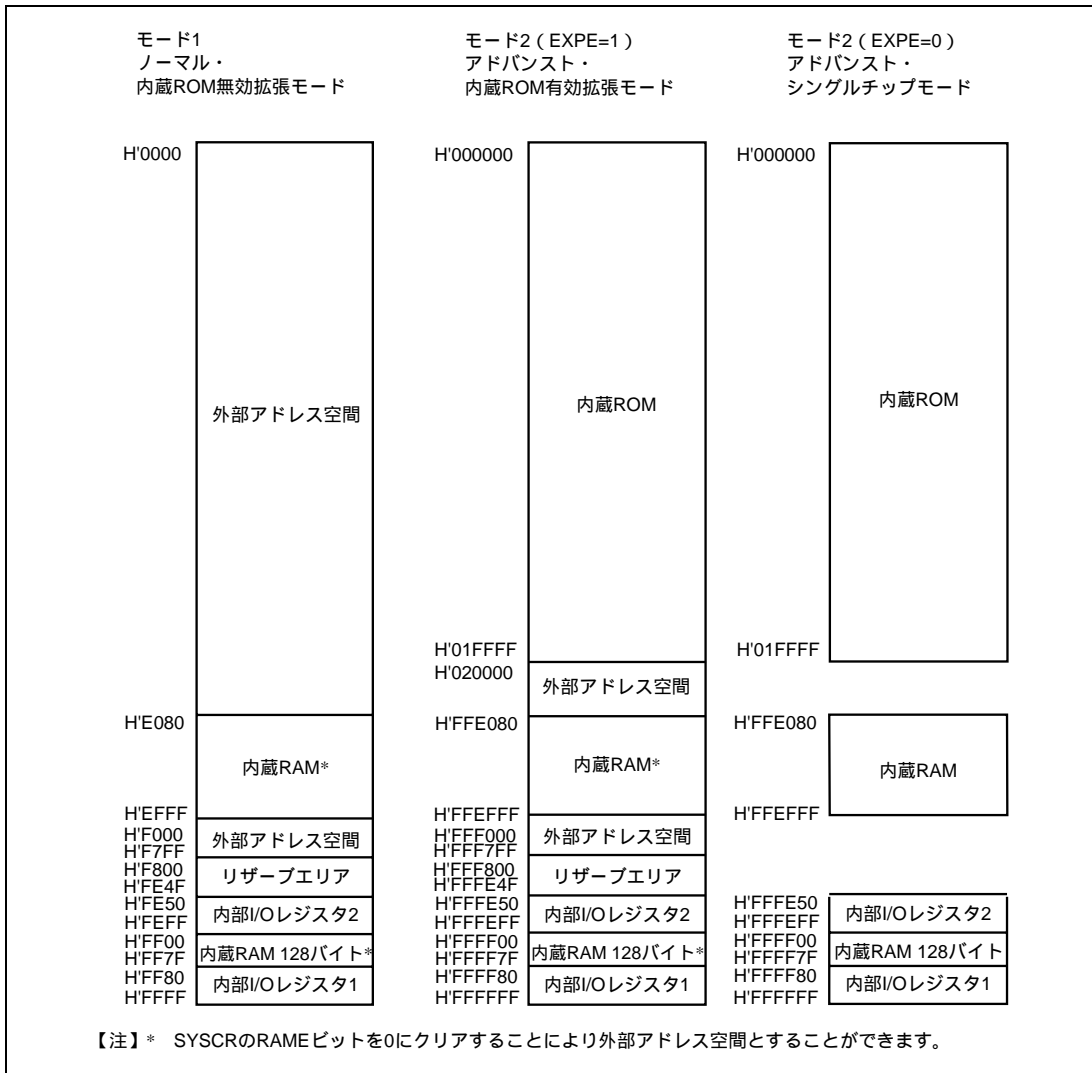 モード1
ノーマル・
内蔵ROM無効拡張モード
H'0000
外部アドレス空間
H'E080
内蔵RAM*
H'EFFF
H'F000
外部アドレス空間
H'F7FF
H'F800
リザーブエリア
H'FE4F
H'FE50
内部I/Oレジスタ2
H'FEFF
H'FF00
内蔵RAM 128バイト*
H'FF7F
H'FF80
内部I/Oレジスタ1
H'FFFF
モード2（EXPE=1）
アドバンスト・
内蔵ROM有効拡張モード
H'000000
内蔵ROM
H'01FFFF
H'020000
外部アドレス空間
H'FFE080
内蔵RAM*
H'FFEFFF
H'FFF000
外部アドレス空間
H'FFF7FF
H'FFF800
リザーブエリア
H'FFFE4F
H'FFFE50
内部I/Oレジスタ2
H'FFFEFF
H'FFFF00
内蔵RAM 128バイト*
H'FFFF7F
H'FFFF80
内部I/Oレジスタ1
H'FFFFFF
モード2（EXPE=0）
アドバンスト・
シングルチップモード
H'000000
内蔵ROM
H'01FFFF
H'FFE080
内蔵RAM
H'FFEFFF
H'FFFE50
内部I/Oレジスタ2
H'FFFEFF
H'FFFF00
内蔵RAM 128バイト
H'FFFF7F
H'FFFF80
内部I/Oレジスタ1
H'FFFFFF
【注】* SYSCRのRAMEビットを0にクリアすることにより外部アドレス空間とすることができます。